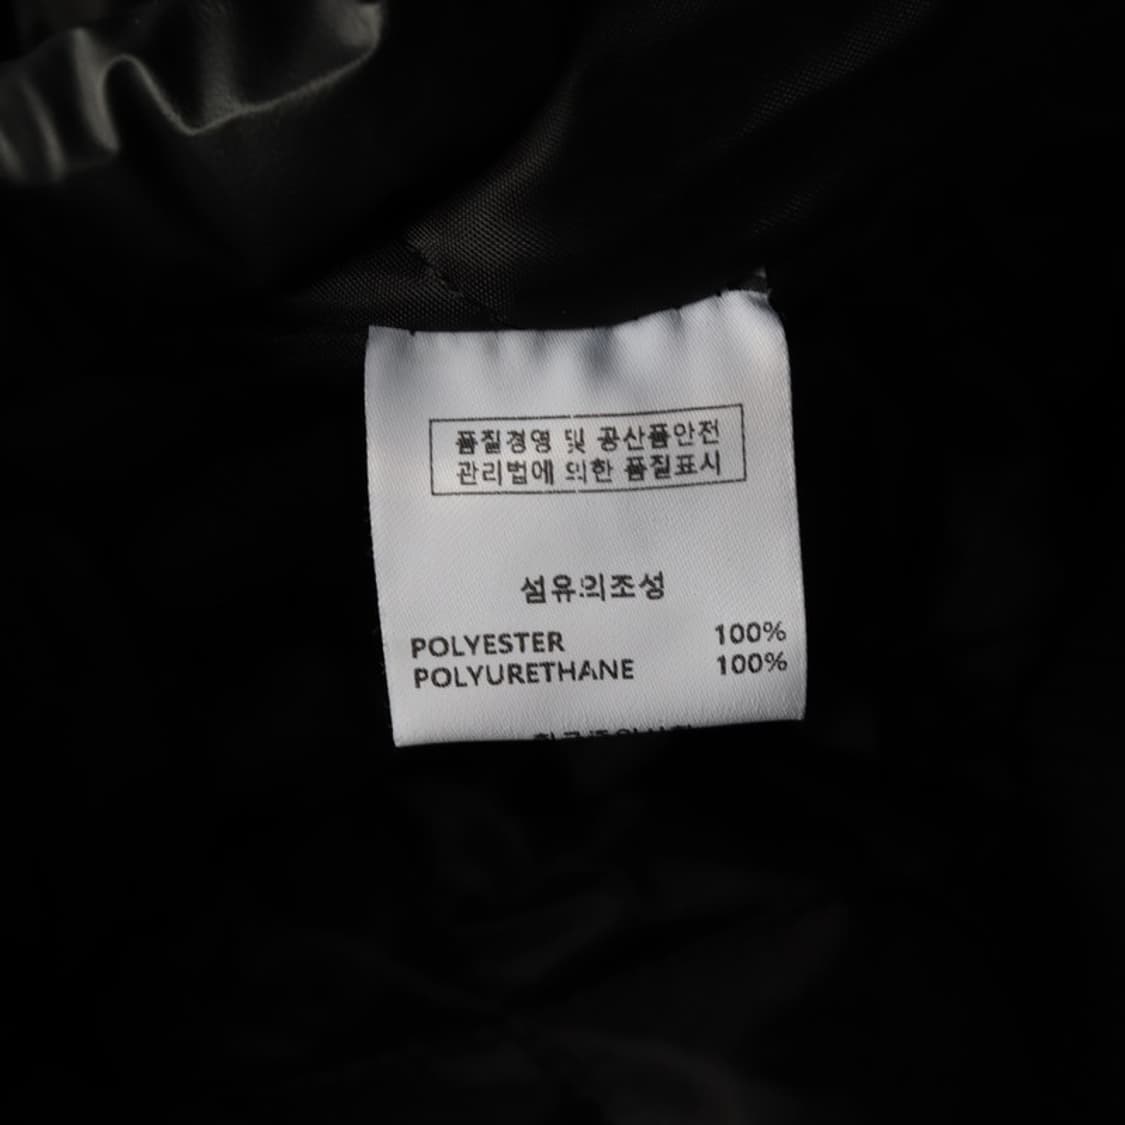 품질경영 및 공산품안전
관리법에 의한 품질표시
섬유의조성
POLYESTER 100%
POLYURETHANE 100%